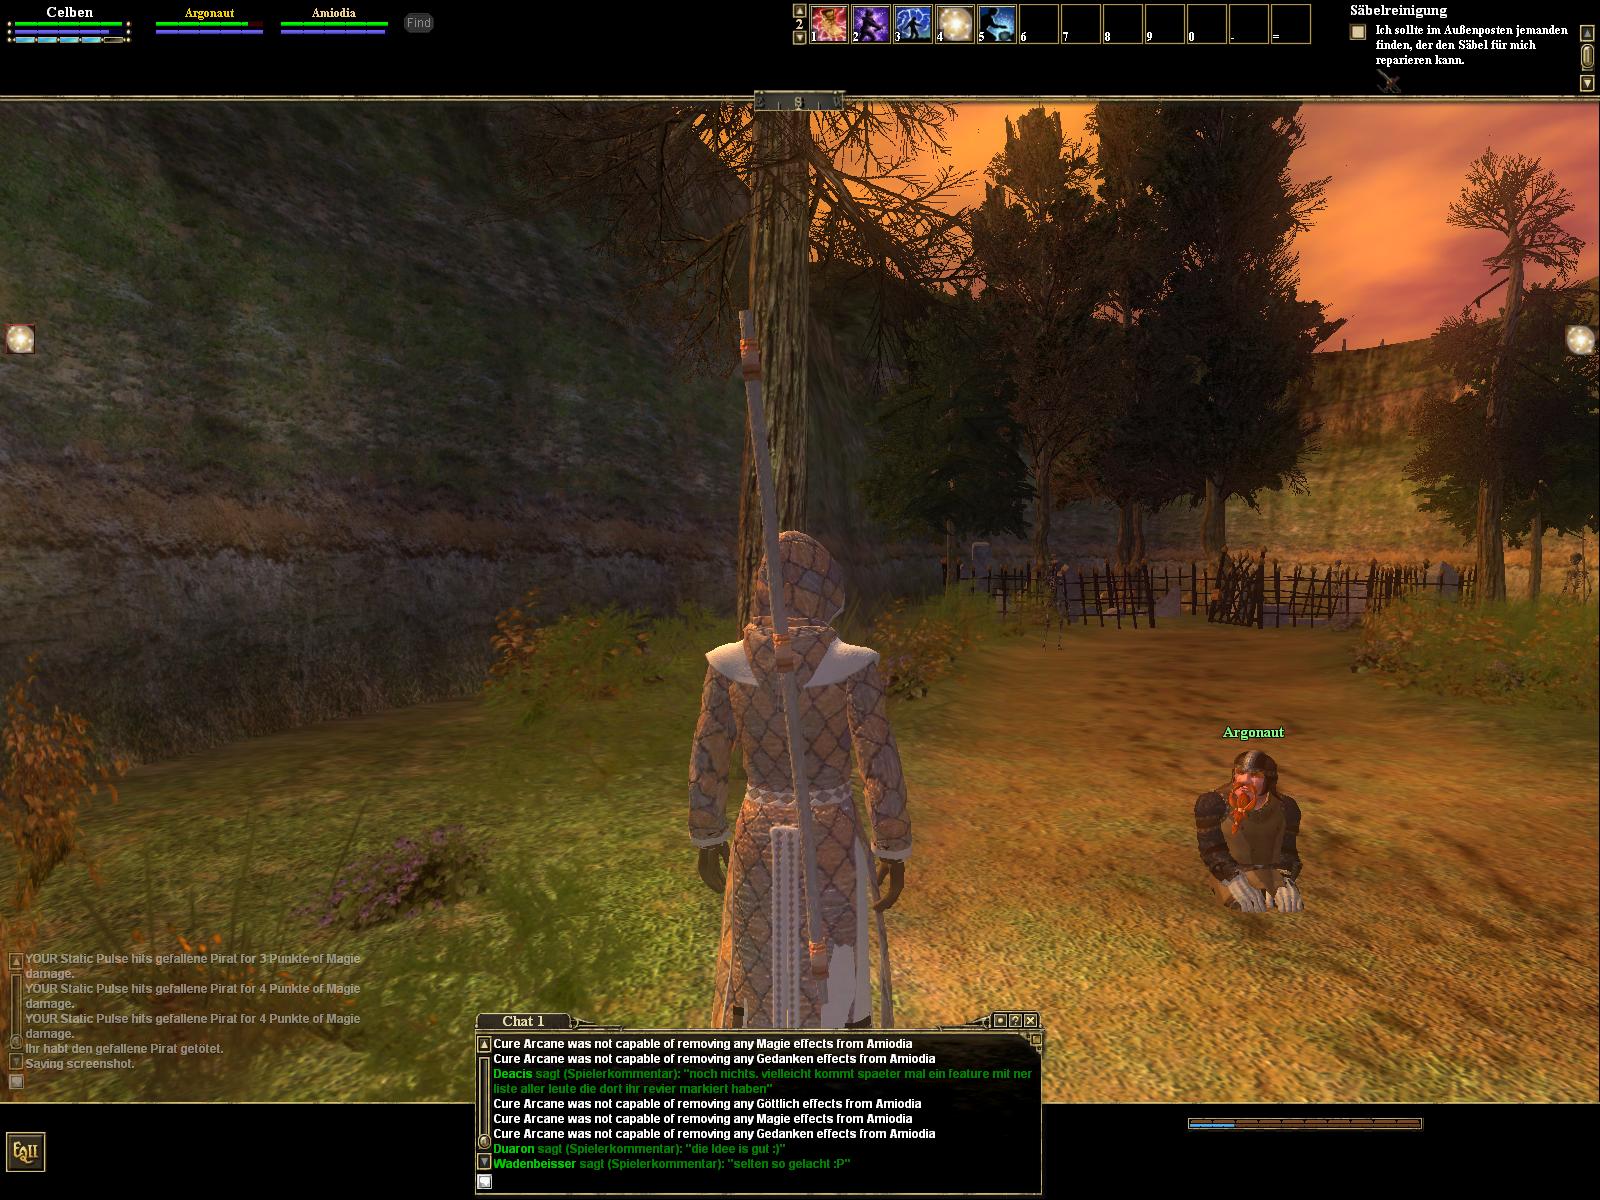 Celben
Argonaut
Amiodia
Find
2
1 2 3 4 5 6 7 8 9 0 - =
Säbelreinigung
Ich sollte im Außenposten jemanden
finden, der den Säbel für mich
reparieren kann.
S
Argonaut
YOUR Static Pulse hits gefallene Pirat for 3 Punkte of Magie
damage.
YOUR Static Pulse hits gefallene Pirat for 4 Punkte of Magie
damage.
YOUR Static Pulse hits gefallene Pirat for 4 Punkte of Magie
damage.
Ihr habt den gefallene Pirat getötet.
Saving screenshot.
Chat 1
?
Cure Arcane was not capable of removing any Magie effects from Amiodia
Cure Arcane was not capable of removing any Gedanken effects from Amiodia
Deacis sagt (Spielerkommentar): "noch nichts. vielleicht kommt spaeter mal ein feature mit ner
liste aller leute die dort ihr revier markiert haben"
Cure Arcane was not capable of removing any Göttlich effects from Amiodia
Cure Arcane was not capable of removing any Magie effects from Amiodia
Cure Arcane was not capable of removing any Gedanken effects from Amiodia
Duaron sagt (Spielerkommentar): "die Idee is gut :)"
Wadenbeisser sagt (Spielerkommentar): "selten so gelacht :P"
EQII